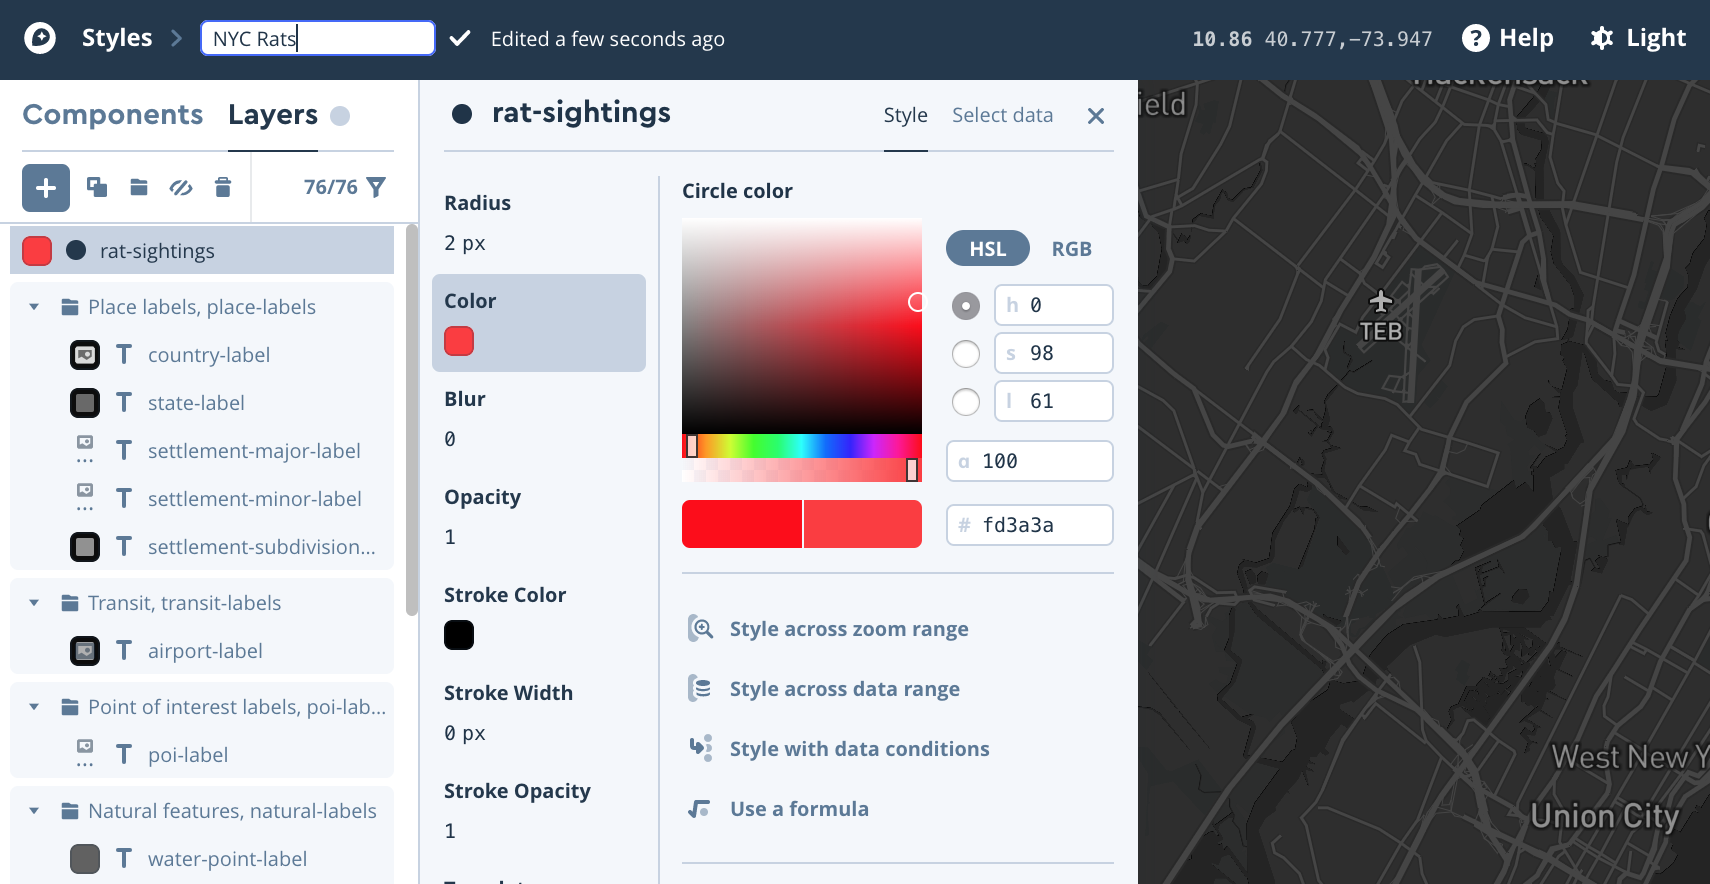 Styles
NYC Rats
Edited a few seconds ago
10.86 40.777,-73.947
Help
Light
Components
Layers
76/76
rat-sightings
Place labels, place-labels
country-label
state-label
settlement-major-label
settlement-minor-label
settlement-subdivision...
Transit, transit-labels
airport-label
Point of interest labels, poi-lab...
poi-label
Natural features, natural-labels
water-point-label
rat-sightings
Style
Select data
Radius
2 px
Color
Blur
0
Opacity
1
Stroke Color
Stroke Width
0 px
Stroke Opacity
1
Circle color
HSL
RGB
h 0
s 98
l 61
a 100
# fd3a3a
Style across zoom range
Style across data range
Style with data conditions
Use a formula
Hackensack
ield
TEB
West New Y
Union City